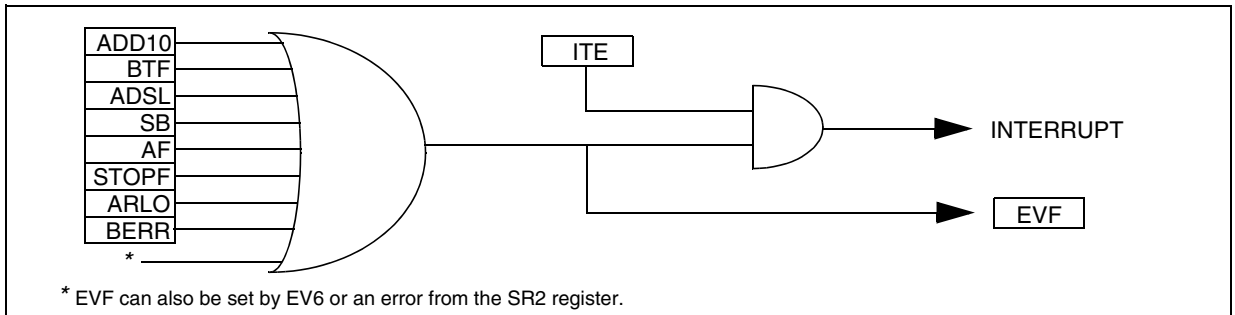 ADD10
BTF
ADSL
SB
AF
STOPF
ARLO
BERR
*
ITE
INTERRUPT
EVF
* EVF can also be set by EV6 or an error from the SR2 register.